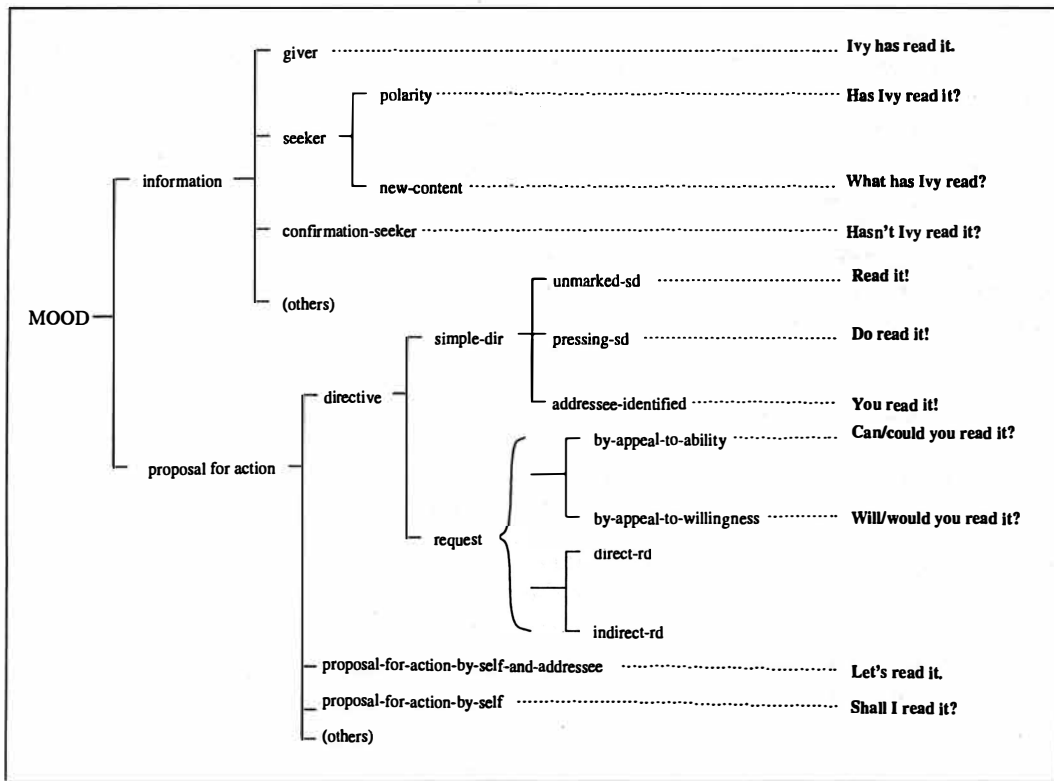 giver Ivy has read it.
polarity Has Ivy read it?
seeker
information
new-content What has Ivy read?
confirmation-seeker Hasn't Ivy read it?
unmarked-sd Read it!
(others)
MOOD
simple-dir pressing-sd Do read it!
directive
addressee-identified You read it!
by-appeal-to-ability Can/could you read it?
proposal for action
by-appeal-to-willingness Will/would you read it?
request
direct-rd
indirect-rd
proposal-for-action-by-self-and-addressee Let's read it.
proposal-for-action-by-self Shall I read it?
(others)